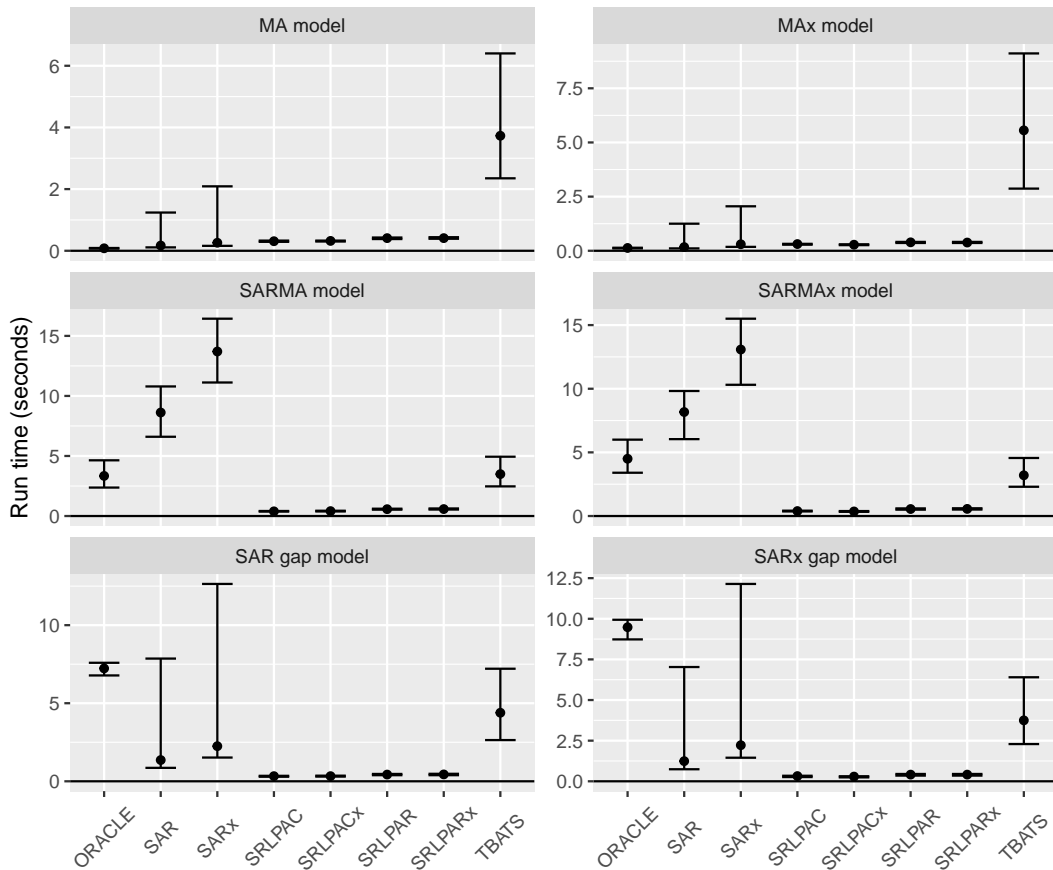 MA model
MAx model
6
4
2
0
7.5
5.0
2.5
0.0
SARMA model
SARMAx model
Run time (seconds)
15
10
5
0
15
10
5
0
SAR gap model
SARx gap model
10
5
0
12.5
10.0
7.5
5.0
2.5
0.0
ORACLE
SAR
SARx
SRLPAC
SRLPACx
SRLPAR
SRLPARx
TBATS
ORACLE
SAR
SARx
SRLPAC
SRLPACx
SRLPAR
SRLPARx
TBATS